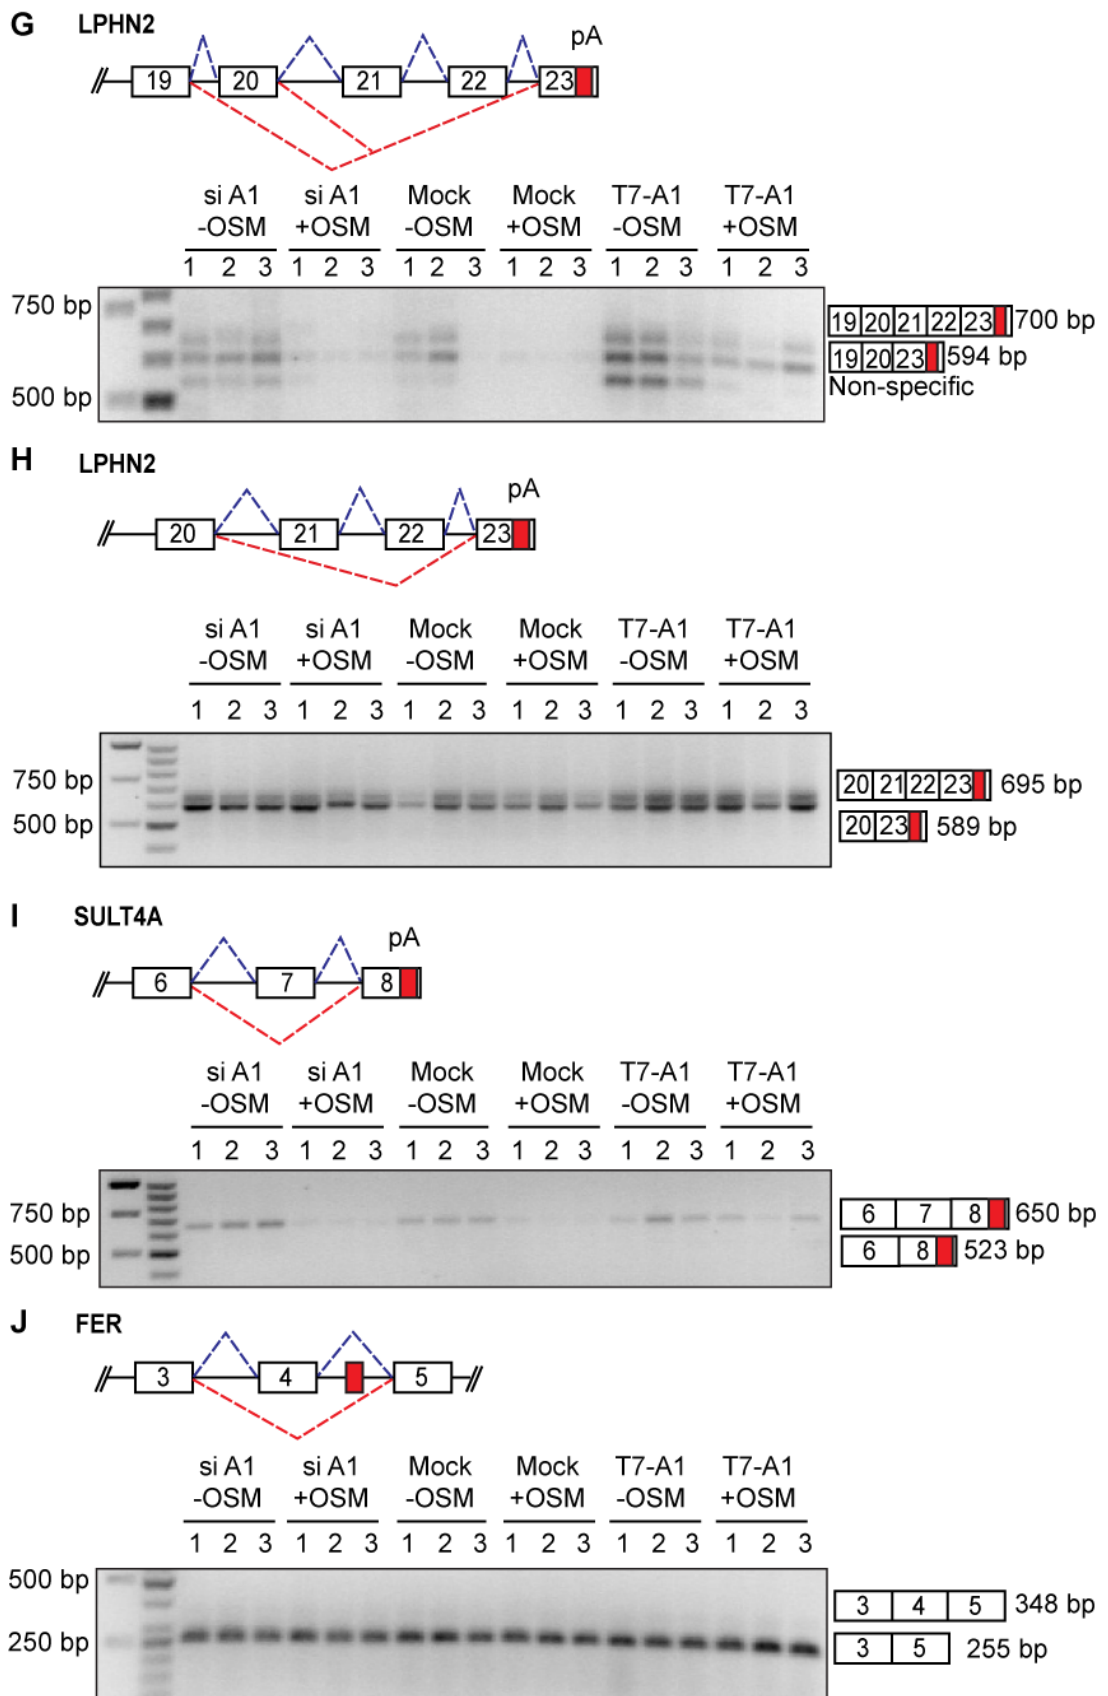 G LPHN2
pA
19 20 21 22 23
si A1 si A1 Mock Mock T7-A1 T7-A1
-OSM +OSM -OSM +OSM -OSM +OSM
1 2 3 1 2 3 1 2 3 1 2 3 1 2 3 1 2 3
750 bp
19 20 21 22 23 700 bp
19 20 23 594 bp
Non-specific
500 bp
H LPHN2
pA
20 21 22 23
si A1 si A1 Mock Mock T7-A1 T7-A1
-OSM +OSM -OSM +OSM -OSM +OSM
1 2 3 1 2 3 1 2 3 1 2 3 1 2 3 1 2 3
750 bp
20 21 22 23 695 bp
500 bp
20 23 589 bp
I SULT4A
pA
6 7 8
si A1 si A1 Mock Mock T7-A1 T7-A1
-OSM +OSM -OSM +OSM -OSM +OSM
1 2 3 1 2 3 1 2 3 1 2 3 1 2 3 1 2 3
750 bp
6 7 8 650 bp
500 bp
6 8 523 bp
J FER
3 4 5
si A1 si A1 Mock Mock T7-A1 T7-A1
-OSM +OSM -OSM +OSM -OSM +OSM
1 2 3 1 2 3 1 2 3 1 2 3 1 2 3 1 2 3
500 bp
3 4 5 348 bp
250 bp
3 5 255 bp